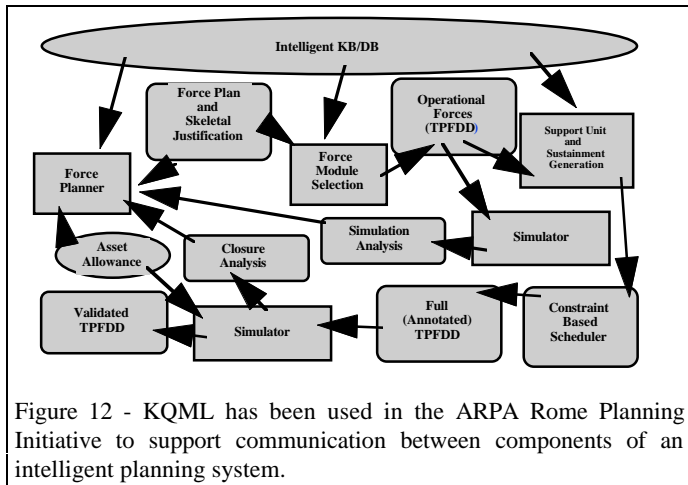 Intelligent KB/DB
Force Plan
and
Skeletal
Justification
Operational
Forces
(TPFDD)
Support Unit
and
Sustainment
Generation
Force
Planner
Force
Module
Selection
Simulation
Analysis
Simulator
Asset
Allowance
Closure
Analysis
Validated
TPFDD
Simulator
Full
(Annotated)
TPFDD
Constraint
Based
Scheduler
Figure 12 - KQML has been used in the ARPA Rome Planning
Initiative to support communication between components of an
intelligent planning system.